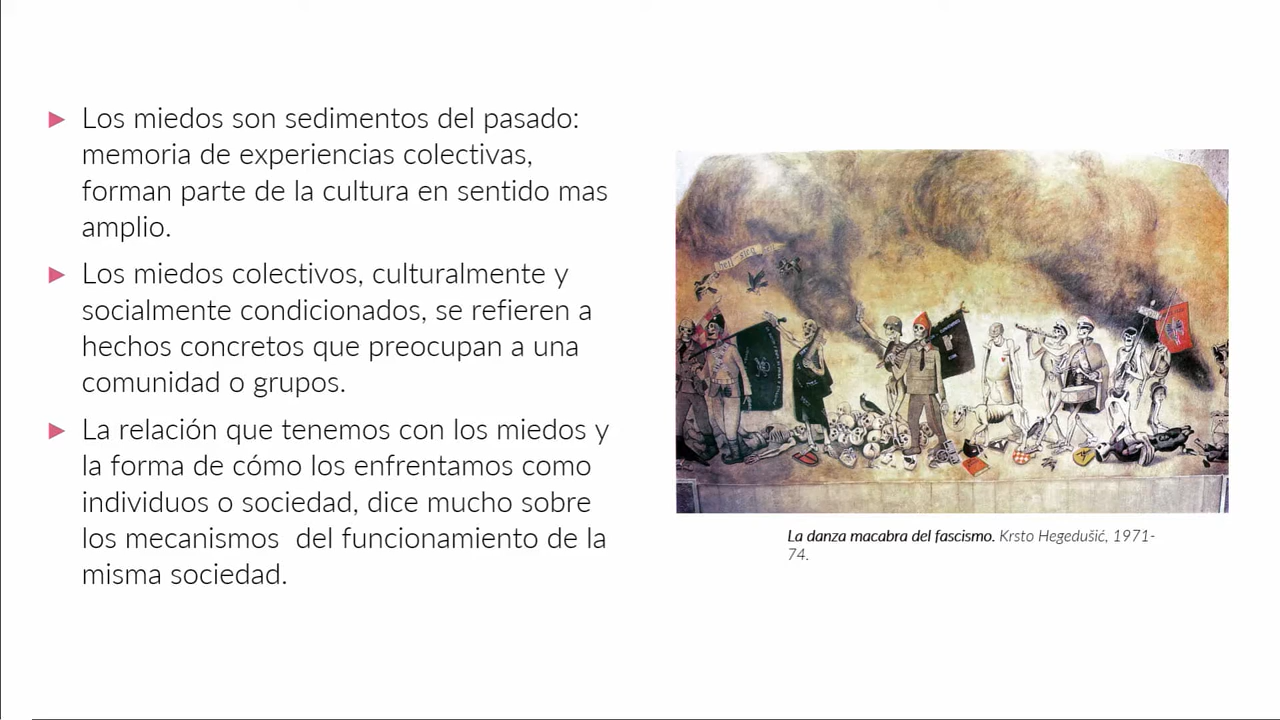 Los miedos son sedimentos del pasado:
memoria de experiencias colectivas,
forman parte de la cultura en sentido mas
amplio.
Los miedos colectivos, culturalmente y
socialmente condicionados, se refieren a
hechos concretos que preocupan a una
comunidad o grupos.
La relación que tenemos con los miedos y
la forma de cómo los enfrentamos como
individuos o sociedad, dice mucho sobre
los mecanismos  del funcionamiento de la
misma sociedad.
La danza macabra del fascismo. Krsto Hegedušić, 1971-
74.